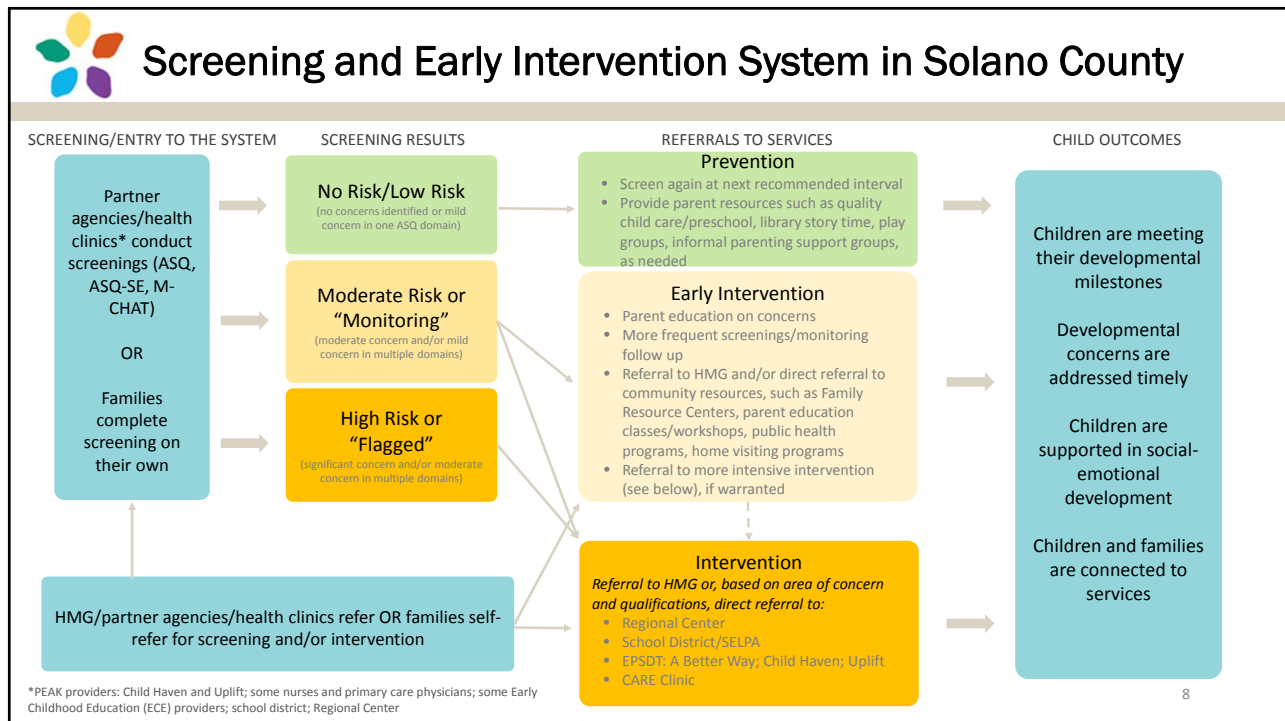 Screening and Early Intervention System in Solano County
SCREENING/ENTRY TO THE SYSTEM
SCREENING RESULTS
REFERRALS TO SERVICES
CHILD OUTCOMES
Partner
agencies/health
clinics* conduct
screenings (ASQ,
ASQ-SE, M-
CHAT)
OR
Families
complete
screening on
their own
No Risk/Low Risk
(no concerns identified or mild
concern in one ASQ domain)
Moderate Risk or
“Monitoring”
(moderate concern and/or mild
concern in multiple domains)
High Risk or
“Flagged”
(significant concern and/or moderate
concern in multiple domains)
HMG/partner agencies/health clinics refer OR families self-
refer for screening and/or intervention
Prevention
• Screen again at next recommended interval
• Provide parent resources such as quality
child care/preschool, library story time, play
groups, informal parenting support groups,
as needed
Early Intervention
• Parent education on concerns
• More frequent screenings/monitoring
follow up
• Referral to HMG and/or direct referral to
community resources, such as Family
Resource Centers, parent education
classes/workshops, public health
programs, home visiting programs
• Referral to more intensive intervention
(see below), if warranted
Intervention
Referral to HMG or, based on area of concern
and qualifications, direct referral to:
• Regional Center
• School District/SELPA
• EPSDT: A Better Way; Child Haven; Uplift
• CARE Clinic
Children are meeting
their developmental
milestones
Developmental
concerns are
addressed timely
Children are
supported in social-
emotional
development
Children and families
are connected to
services
*PEAK providers: Child Haven and Uplift; some nurses and primary care physicians; some Early
Childhood Education (ECE) providers; school district; Regional Center
8